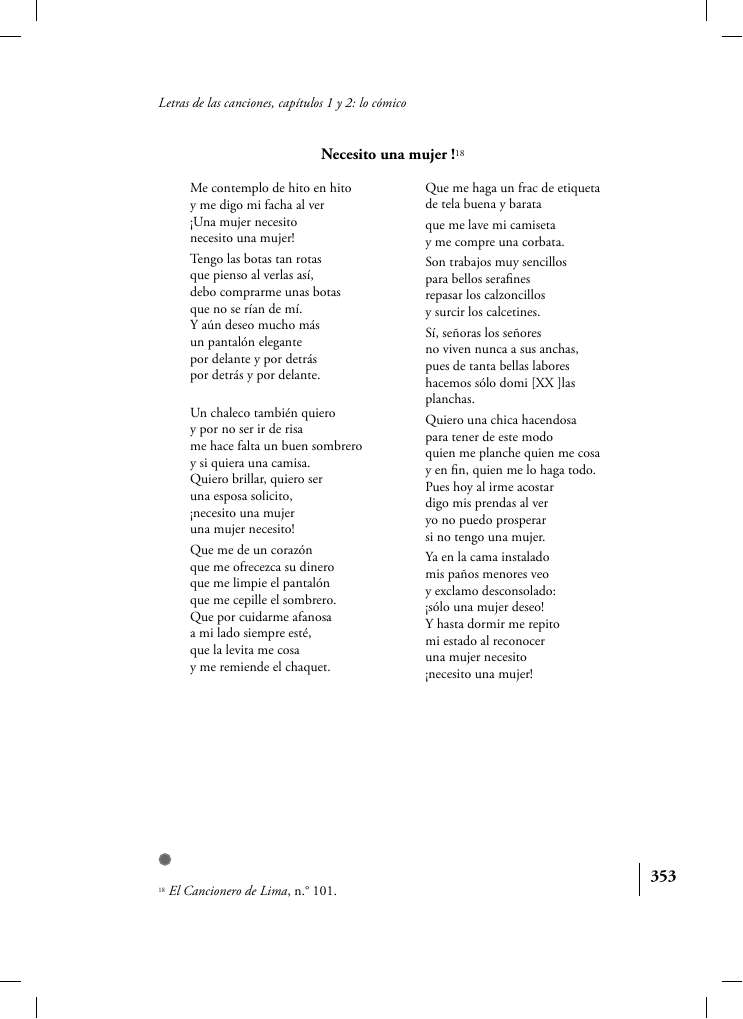 Letras de las canciones, capítulos 1 y 2: lo cómico
Necesito una mujer !18
Me contemplo de hito en hito
y me digo mi facha al ver
¡Una mujer necesito
necesito una mujer!
Tengo las botas tan rotas
que pienso al verlas así,
debo comprarme unas botas
que no se rían de mí.
Y aún deseo mucho más
un pantalón elegante
por delante y por detrás
por detrás y por delante.
Un chaleco también quiero
y por no ser ir de risa
me hace falta un buen sombrero
y si quiera una camisa.
Quiero brillar, quiero ser
una esposa solicito,
¡necesito una mujer
una mujer necesito!
Que me de un corazón
que me ofrecezca su dinero
que me limpie el pantalón
que me cepille el sombrero.
Que por cuidarme afanosa
a mi lado siempre esté,
que la levita me cosa
y me remiende el chaquet.
Que me haga un frac de etiqueta
de tela buena y barata
que me lave mi camiseta
y me compre una corbata.
Son trabajos muy sencillos
para bellos serafines
repasar los calzoncillos
y surcir los calcetines.
Sí, señoras los señores
no viven nunca a sus anchas,
pues de tanta bellas labores
hacemos sólo domi [XX ]las
planchas.
Quiero una chica hacendosa
para tener de este modo
quien me planche quien me cosa
y en fin, quien me lo haga todo.
Pues hoy al irme acostar
digo mis prendas al ver
yo no puedo prosperar
si no tengo una mujer.
Ya en la cama instalado
mis paños menores veo
y exclamo desconsolado:
¡sólo una mujer deseo!
Y hasta dormir me repito
mi estado al reconocer
una mujer necesito
¡necesito una mujer!
353
18 El Cancionero de Lima, n.° 101.